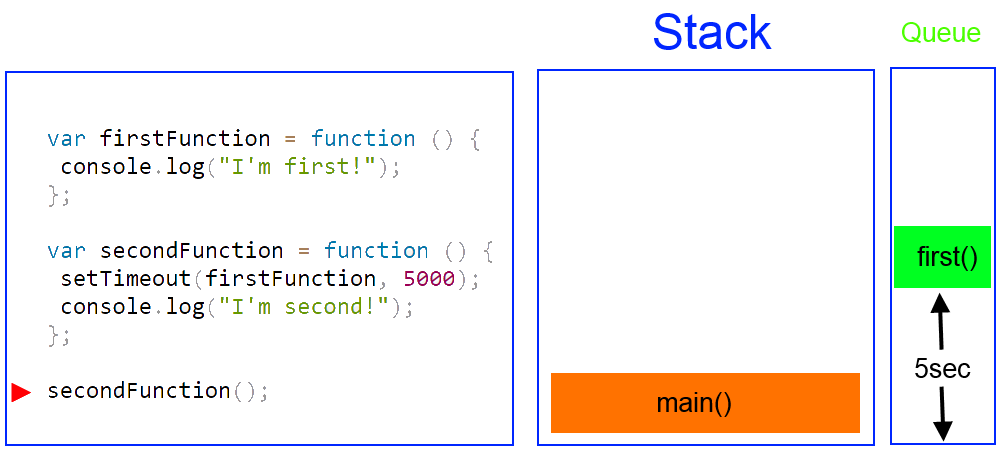 Stack
Queue
var firstFunction = function () {
 console.log("I'm first!");
};
var secondFunction = function () {
 setTimeout(firstFunction, 5000);
 console.log("I'm second!");
};
secondFunction();
main()
first()
5sec